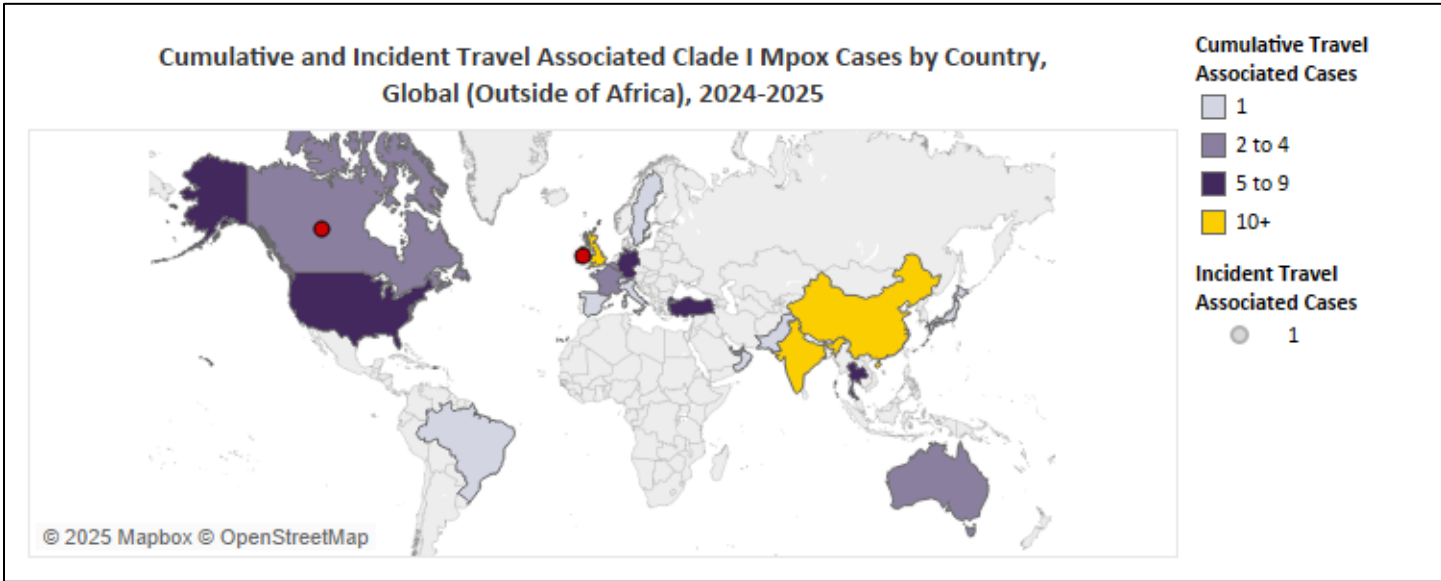 Cumulative and Incident Travel Associated Clade I Mpox Cases by Country,
Global (Outside of Africa), 2024-2025
Cumulative Travel
Associated Cases
1
2 to 4
5 to 9
10+
Incident Travel
Associated Cases
1
© 2025 Mapbox © OpenStreetMap